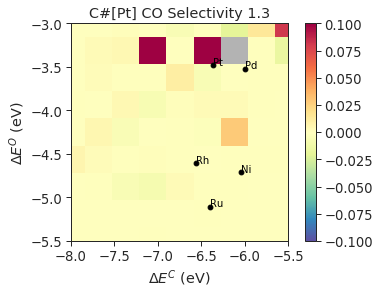 C#[Pt] CO Selectivity 1.3
−3.0
−3.5
−4.0
−4.5
−5.0
−5.5
ΔE^O (eV)
Pt
Pd
Rh
Ni
Ru
−8.0 −7.5 −7.0 −6.5 −6.0 −5.5
ΔE^C (eV)
0.100
0.075
0.050
0.025
0.000
−0.025
−0.050
−0.075
−0.100